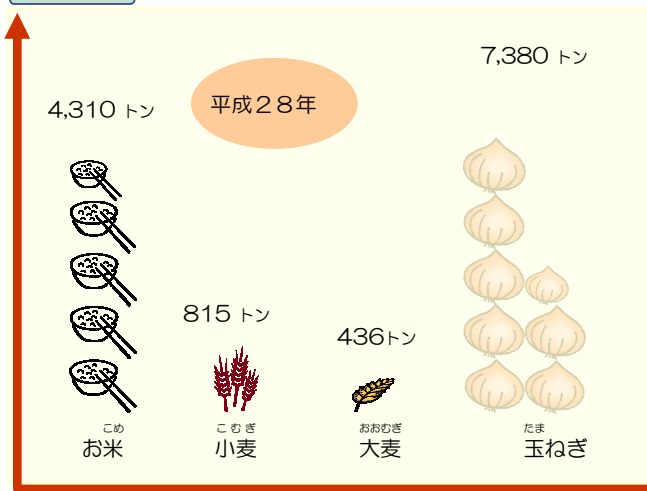 7,380 トン
平成２８年
4,310 トン
815 トン
436トン
こめ
お米
こむぎ
小麦
おおむぎ
大麦
たま
玉ねぎ